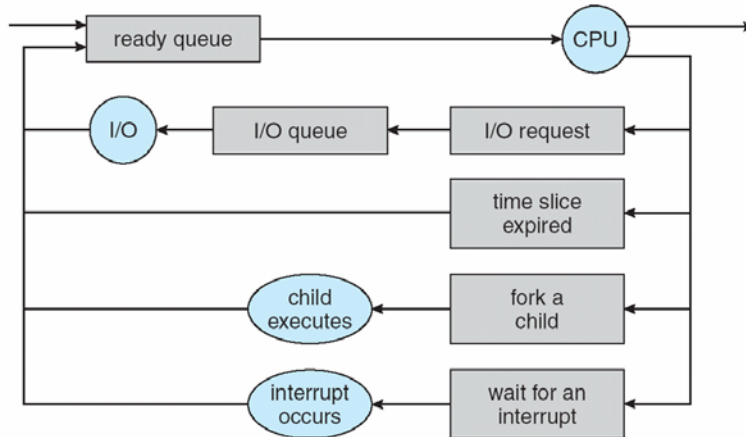 ready queue
CPU
I/O
I/O queue
I/O request
time slice
expired
child
executes
fork a
child
interrupt
occurs
wait for an
interrupt